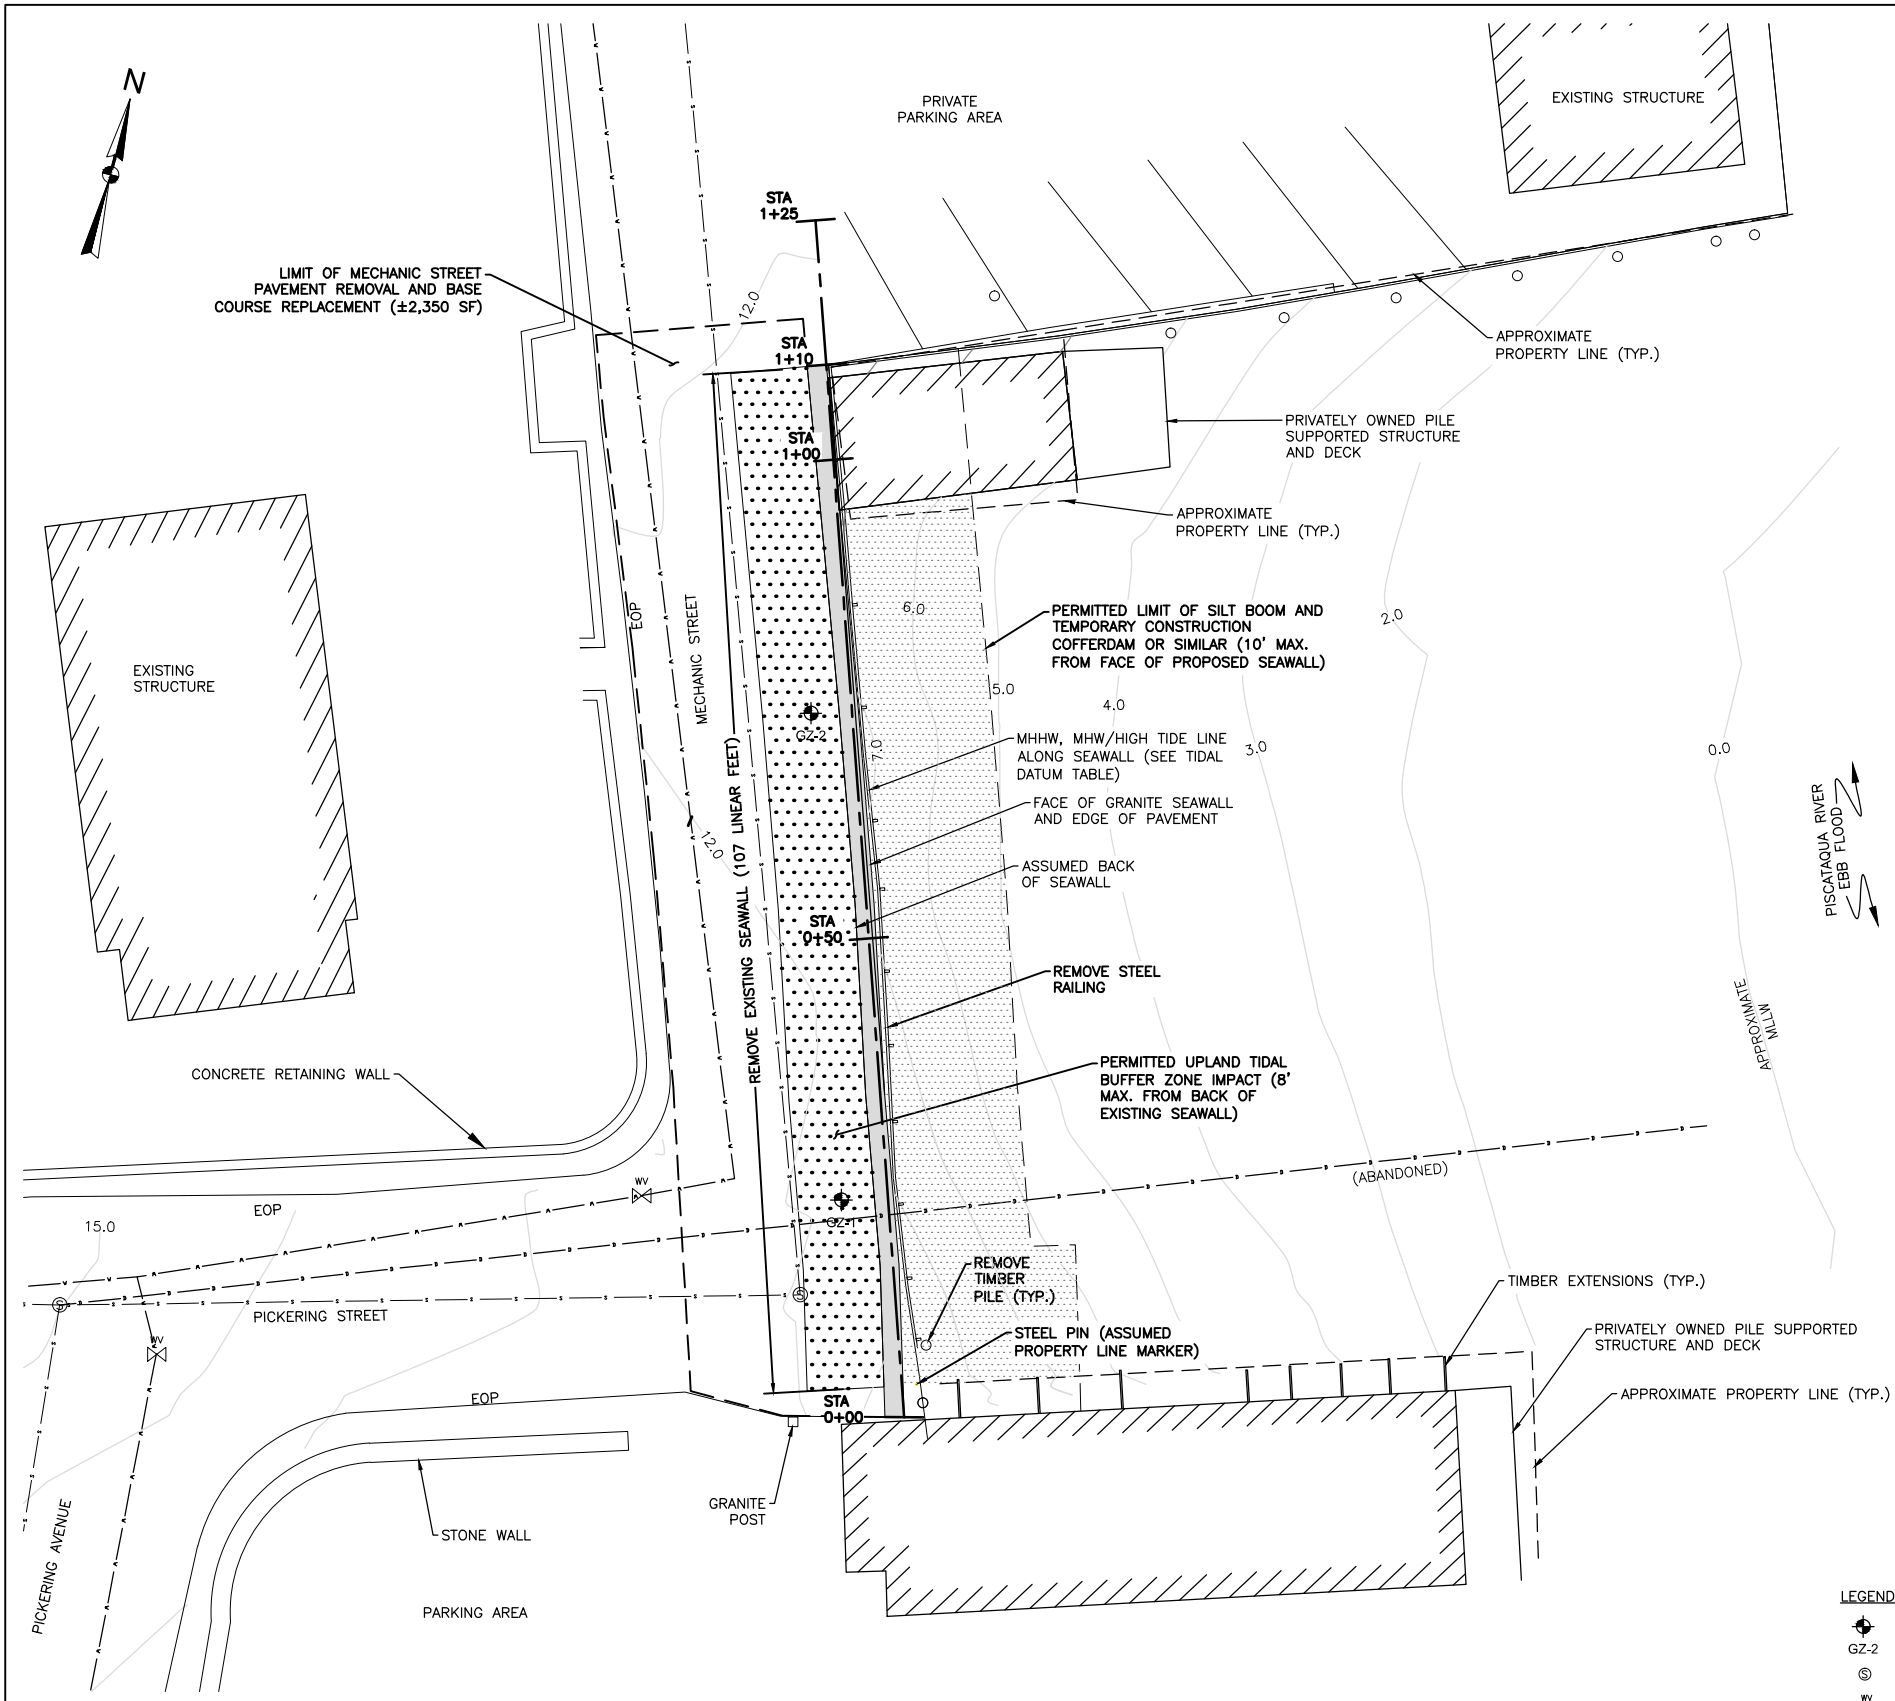 N
PRIVATE
PARKING AREA
EXISTING STRUCTURE
STA
1+25
LIMIT OF MECHANIC STREET
PAVEMENT REMOVAL AND BASE
COURSE REPLACEMENT (±2,350 SF)
12.0
STA
1+10
APPROXIMATE
PROPERTY LINE (TYP.)
PRIVATELY OWNED PILE
SUPPORTED STRUCTURE
AND DECK
STA
1+00
APPROXIMATE
PROPERTY LINE (TYP.)
EOP
MECHANIC STREET
6.0
PERMITTED LIMIT OF SILT BOOM AND
TEMPORARY CONSTRUCTION
COFFERDAM OR SIMILAR (10' MAX.
FROM FACE OF PROPOSED SEAWALL)
2.0
EXISTING
STRUCTURE
5.0
4.0
3.0
0.0
GZ-2
7.0
MHHW, MHW/HIGH TIDE LINE
ALONG SEAWALL (SEE TIDAL
DATUM TABLE)
FACE OF GRANITE SEAWALL
AND EDGE OF PAVEMENT
PISCATAQUA RIVER
EBB FLOOD
12.0
REMOVE EXISTING SEAWALL (107 LINEAR FEET)
ASSUMED BACK
OF SEAWALL
STA
0+50
REMOVE STEEL
RAILING
APPROXIMATE
MLLW
CONCRETE RETAINING WALL
PERMITTED UPLAND TIDAL
BUFFER ZONE IMPACT (8'
MAX. FROM BACK OF
EXISTING SEAWALL)
(ABANDONED)
WV
EOP
15.0
GZ-1
REMOVE
TIMBER
PILE (TYP.)
TIMBER EXTENSIONS (TYP.)
S
S
PICKERING STREET
WV
STEEL PIN (ASSUMED
PROPERTY LINE MARKER)
PRIVATELY OWNED PILE SUPPORTED
STRUCTURE AND DECK
EOP
STA
0+00
APPROXIMATE PROPERTY LINE (TYP.)
GRANITE
POST
STONE WALL
PICKERING AVENUE
PARKING AREA
LEGEND
GZ-2
S
WV